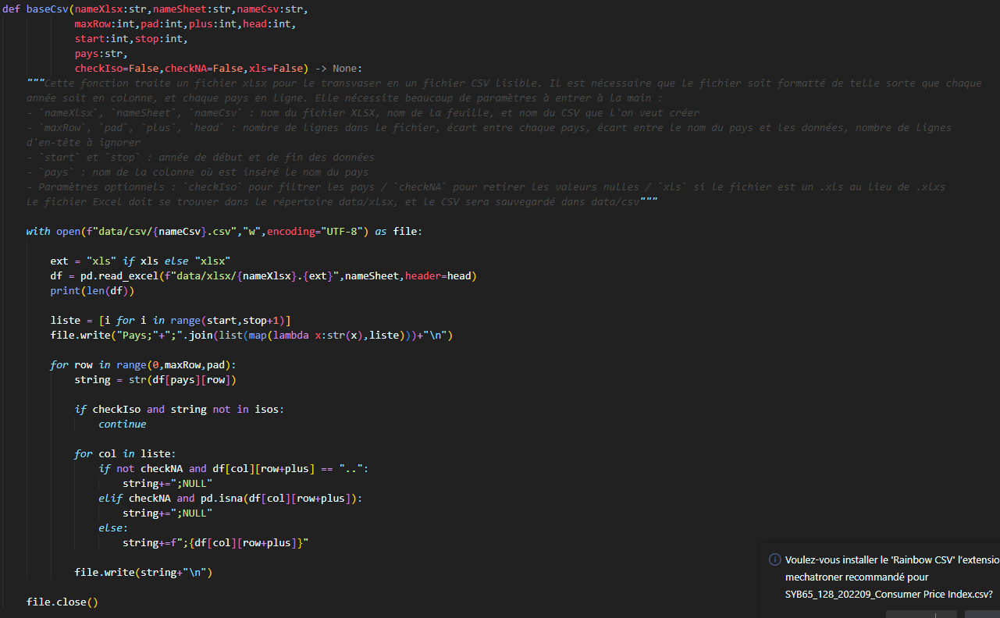 def baseCsv(nameXlsx:str,nameSheet:str,nameCsv:str,
maxRow:int,pad:int,plus:int,head:int,
start:int,stop:int,
pays:str,
checkIso=False,checkNA=False,xls=False) -> None:
"""Cette fonction traite un fichier xlsx pour le transvaser en un fichier CSV lisible. Il est nécessaire que le fichier soit formatté de telle sorte que chaque
année soit en colonne, et chaque pays en ligne. Elle nécessite beaucoup de paramètres à entrer à la main :
- `nameXlsx`, `nameSheet`, `nameCsv` : nom du fichier XLSX, nom de la feuille, et nom du CSV que l'on veut créer
- `maxRow`, `pad`, `plus`, `head` : nombre de lignes dans le fichier, écart entre chaque pays, écart entre le nom du pays et les données, nombre de lignes
d'en-tête à ignorer
- `start` et `stop` : année de début et de fin des données
- `pays` : nom de la colonne où est inséré le nom du pays
- Paramètres optionnels : `checkIso` pour filtrer les pays / `checkNA` pour retirer les valeurs nulles / `xls` si le fichier est un .xls au lieu de .xlxs
Le fichier Excel doit se trouver dans le répertoire data/xlsx, et le CSV sera sauvegardé dans data/csv"""
with open(f"data/csv/{nameCsv}.csv","w",encoding="UTF-8") as file:
ext = "xls" if xls else "xlsx"
df = pd.read_excel(f"data/xlsx/{nameXlsx}.{ext}",nameSheet,header=head)
print(len(df))
liste = [i for i in range(start,stop+1)]
file.write("Pays;"+";".join(list(map(lambda x:str(x),liste)))+"\n")
for row in range(0,maxRow,pad):
string = str(df[pays][row])
if checkIso and string not in isos:
continue
for col in liste:
if not checkNA and df[col][row+plus] == "..":
string+=";NULL"
elif checkNA and pd.isna(df[col][row+plus]):
string+=";NULL"
else:
string+=f";{df[col][row+plus]}"
file.write(string+"\n")
file.close()
Voulez-vous installer le 'Rainbow CSV' l'extensio
mechatroner recommandé pour
SYB65_128_202209_Consumer Price Index.csv?